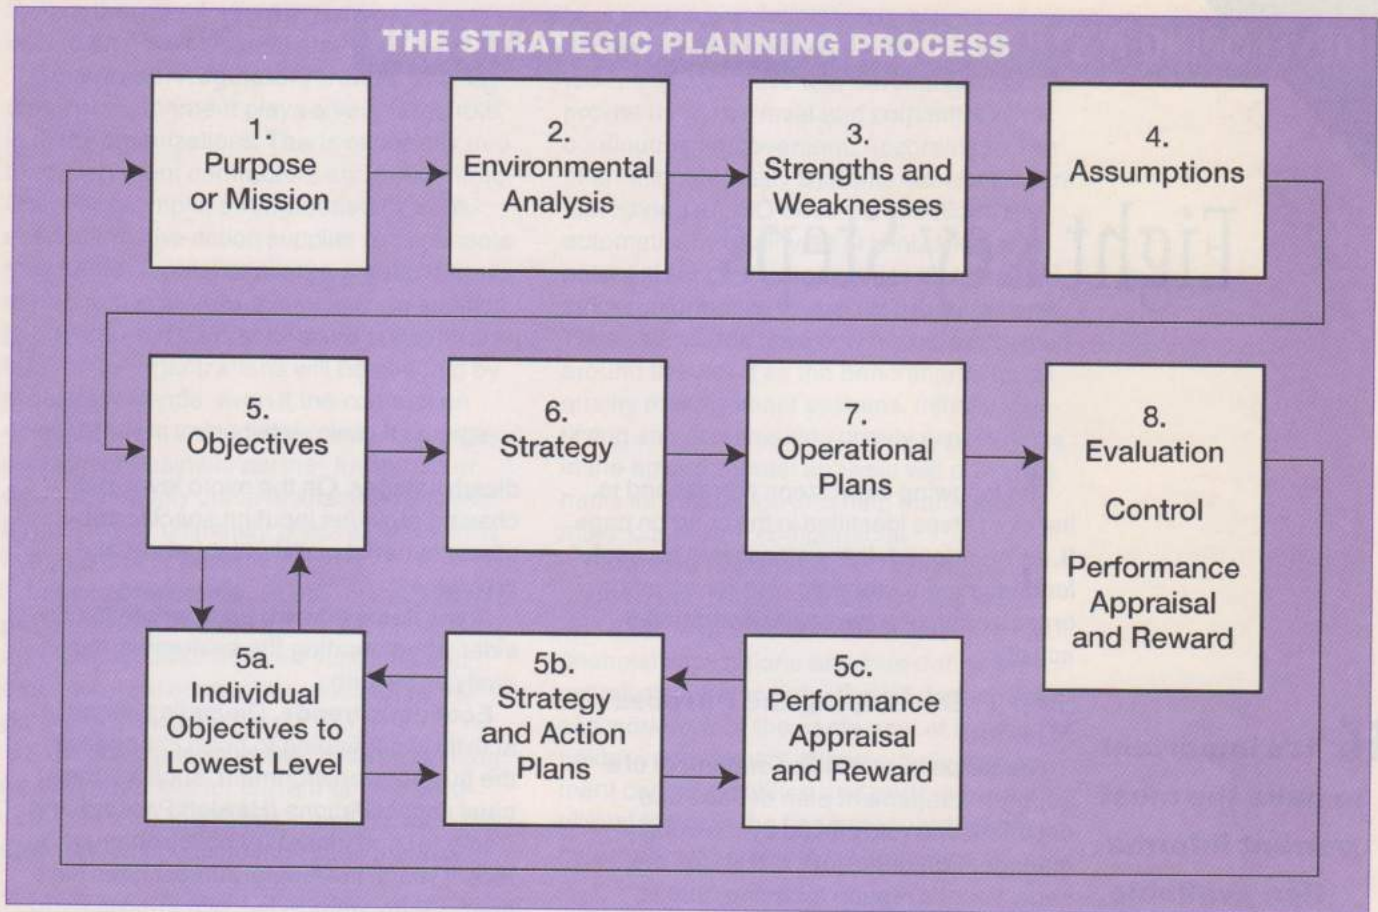 THE STRATEGIC PLANNING PROCESS
1.
Purpose
or Mission
2.
Environmental
Analysis
3.
Strengths and
Weaknesses
4.
Assumptions
5.
Objectives
6.
Strategy
7.
Operational
Plans
8.
Evaluation
Control
Performance
Appraisal
and Reward
5a.
Individual
Objectives to
Lowest Level
5b.
Strategy
and Action
Plans
5c.
Performance
Appraisal
and Reward